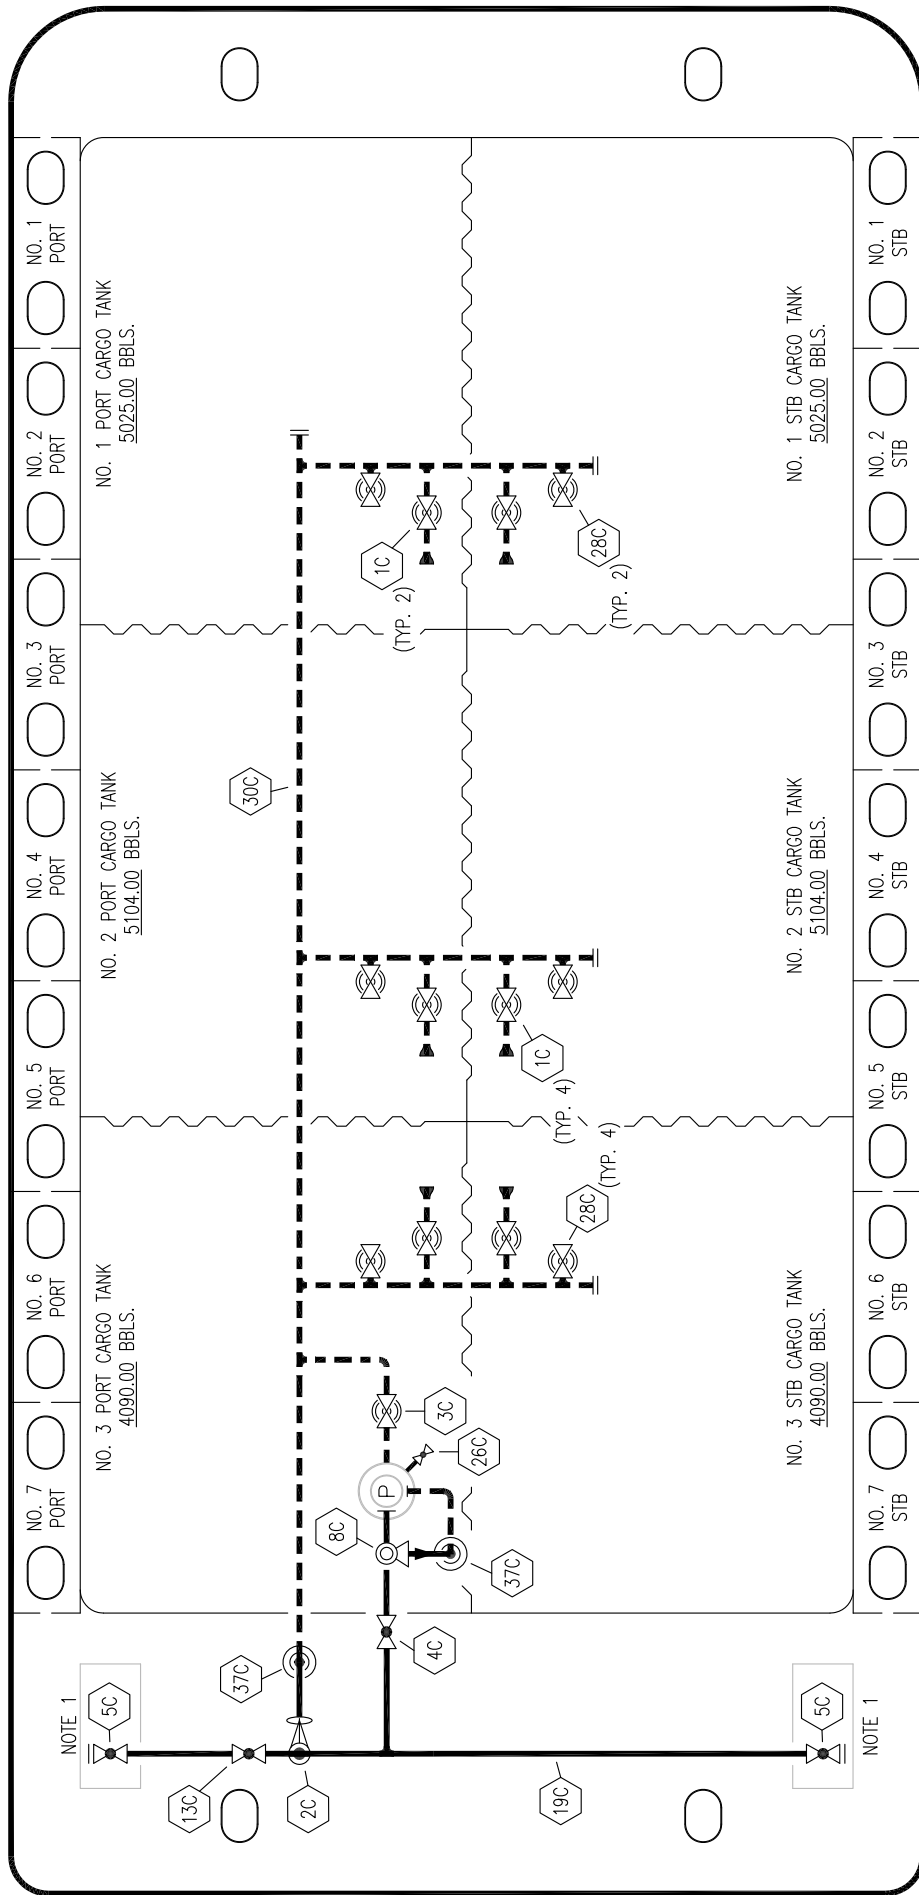 NO. 7
PORT
NO. 6
PORT
NO. 5
PORT
NO. 4
PORT
NO. 3
PORT
NO. 2
PORT
NO. 1
PORT
NOTE 1
5C
13C
2C
37C
19C
5C
NOTE 1
NO. 3 PORT CARGO TANK
4090.00 BBLS.
NO. 2 PORT CARGO TANK
5104.00 BBLS.
NO. 1 PORT CARGO TANK
5025.00 BBLS.
30C
8C
P
3C
26C
4C
37C
28C
(TYP. 4)
1C
(TYP. 4)
1C
(TYP. 2)
28C
(TYP. 2)
NO. 3 STB CARGO TANK
4090.00 BBLS.
NO. 2 STB CARGO TANK
5104.00 BBLS.
NO. 1 STB CARGO TANK
5025.00 BBLS.
NO. 7
STB
NO. 6
STB
NO. 5
STB
NO. 4
STB
NO. 3
STB
NO. 2
STB
NO. 1
STB